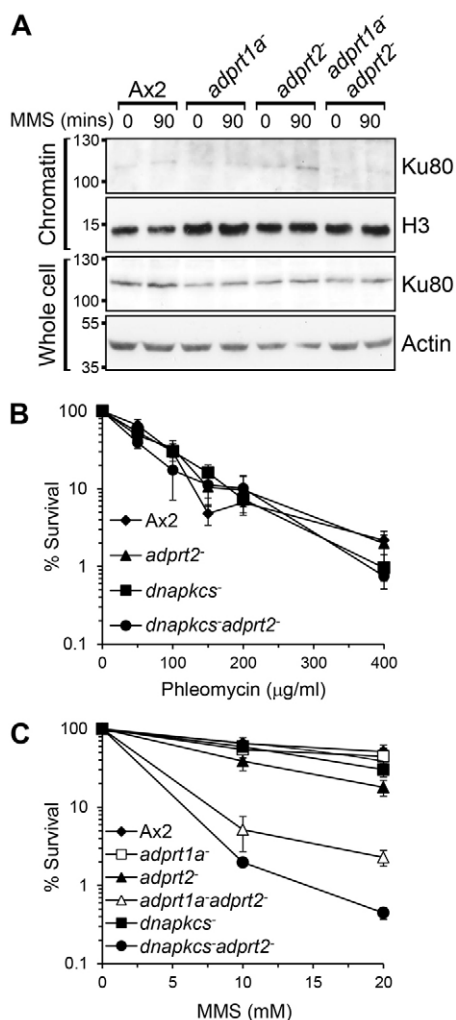 A
Ax2 adprt1a- adprt2- adprt1a- adprt2-
MMS (mins) 0 90 0 90 0 90 0 90
Chromatin
130
100
Ku80
15
H3
Whole cell
130
100
Ku80
55
35
Actin
B
% Survival
100
10
1
0.1
Ax2
adprt2-
dnapkcs-
dnapkcs-adprt2-
0 100 200 300 400
Phleomycin (µg/ml)
C
% Survival
100
10
1
0.1
Ax2
adprt1a-
adprt2-
adprt1a-adprt2-
dnapkcs-
dnapkcs-adprt2-
0 5 10 15 20
MMS (mM)